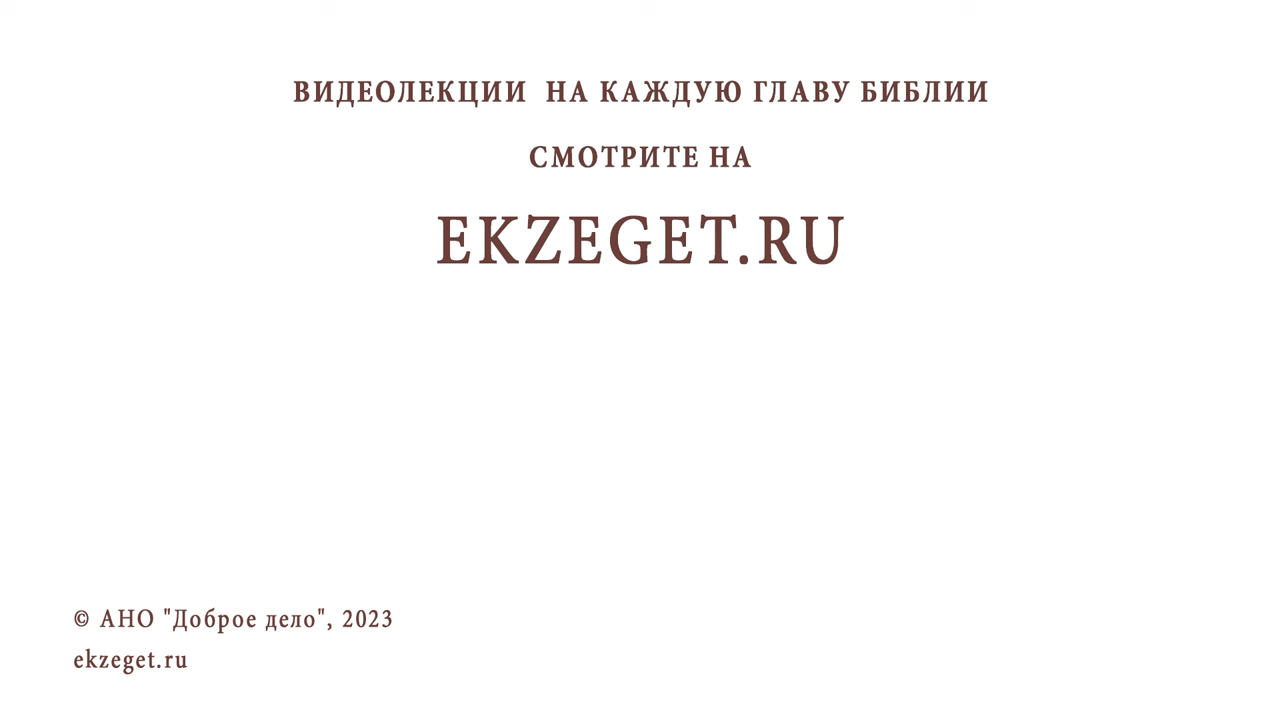 ВИДЕОЛЕКЦИИ НА КАЖДУЮ ГЛАВУ БИБЛИИ
СМОТРИТЕ НА
EKZEGET.RU
© АНО "Доброе дело", 2023
ekzeget.ru